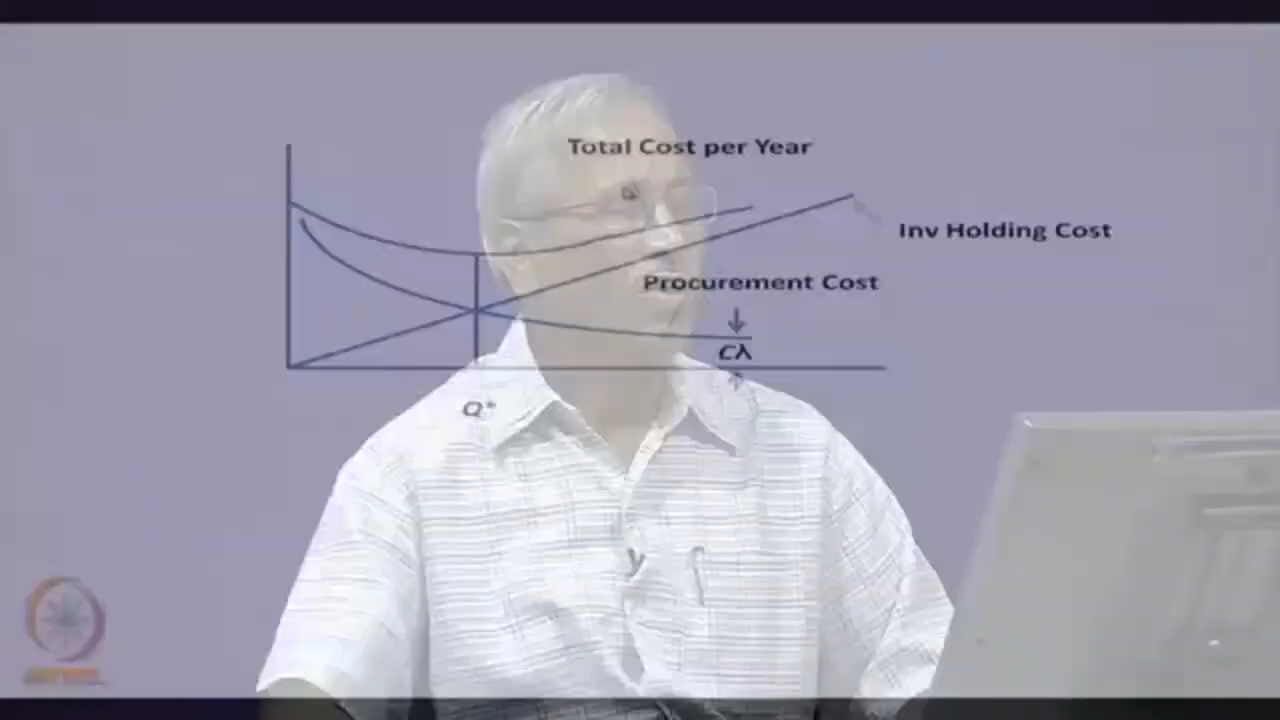 Total Cost per Year
Inv Holding Cost
Procurement Cost
Cλ
Q*